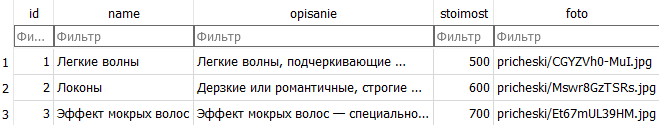 id name opisanie stoimost foto
Фи... Фильтр Фильтр Фильтр Фильтр
1 1 Легкие волны Легкие волны, подчеркивающие ... 500 pricheski/CGYZVh0-MuI.jpg
2 2 Локоны Дерзкие или романтичные, строгие ... 600 pricheski/Mswr8GzTSRs.jpg
3 3 Эффект мокрых волос Эффект мокрых волос — специально... 700 pricheski/Et67mUL39HM.jpg